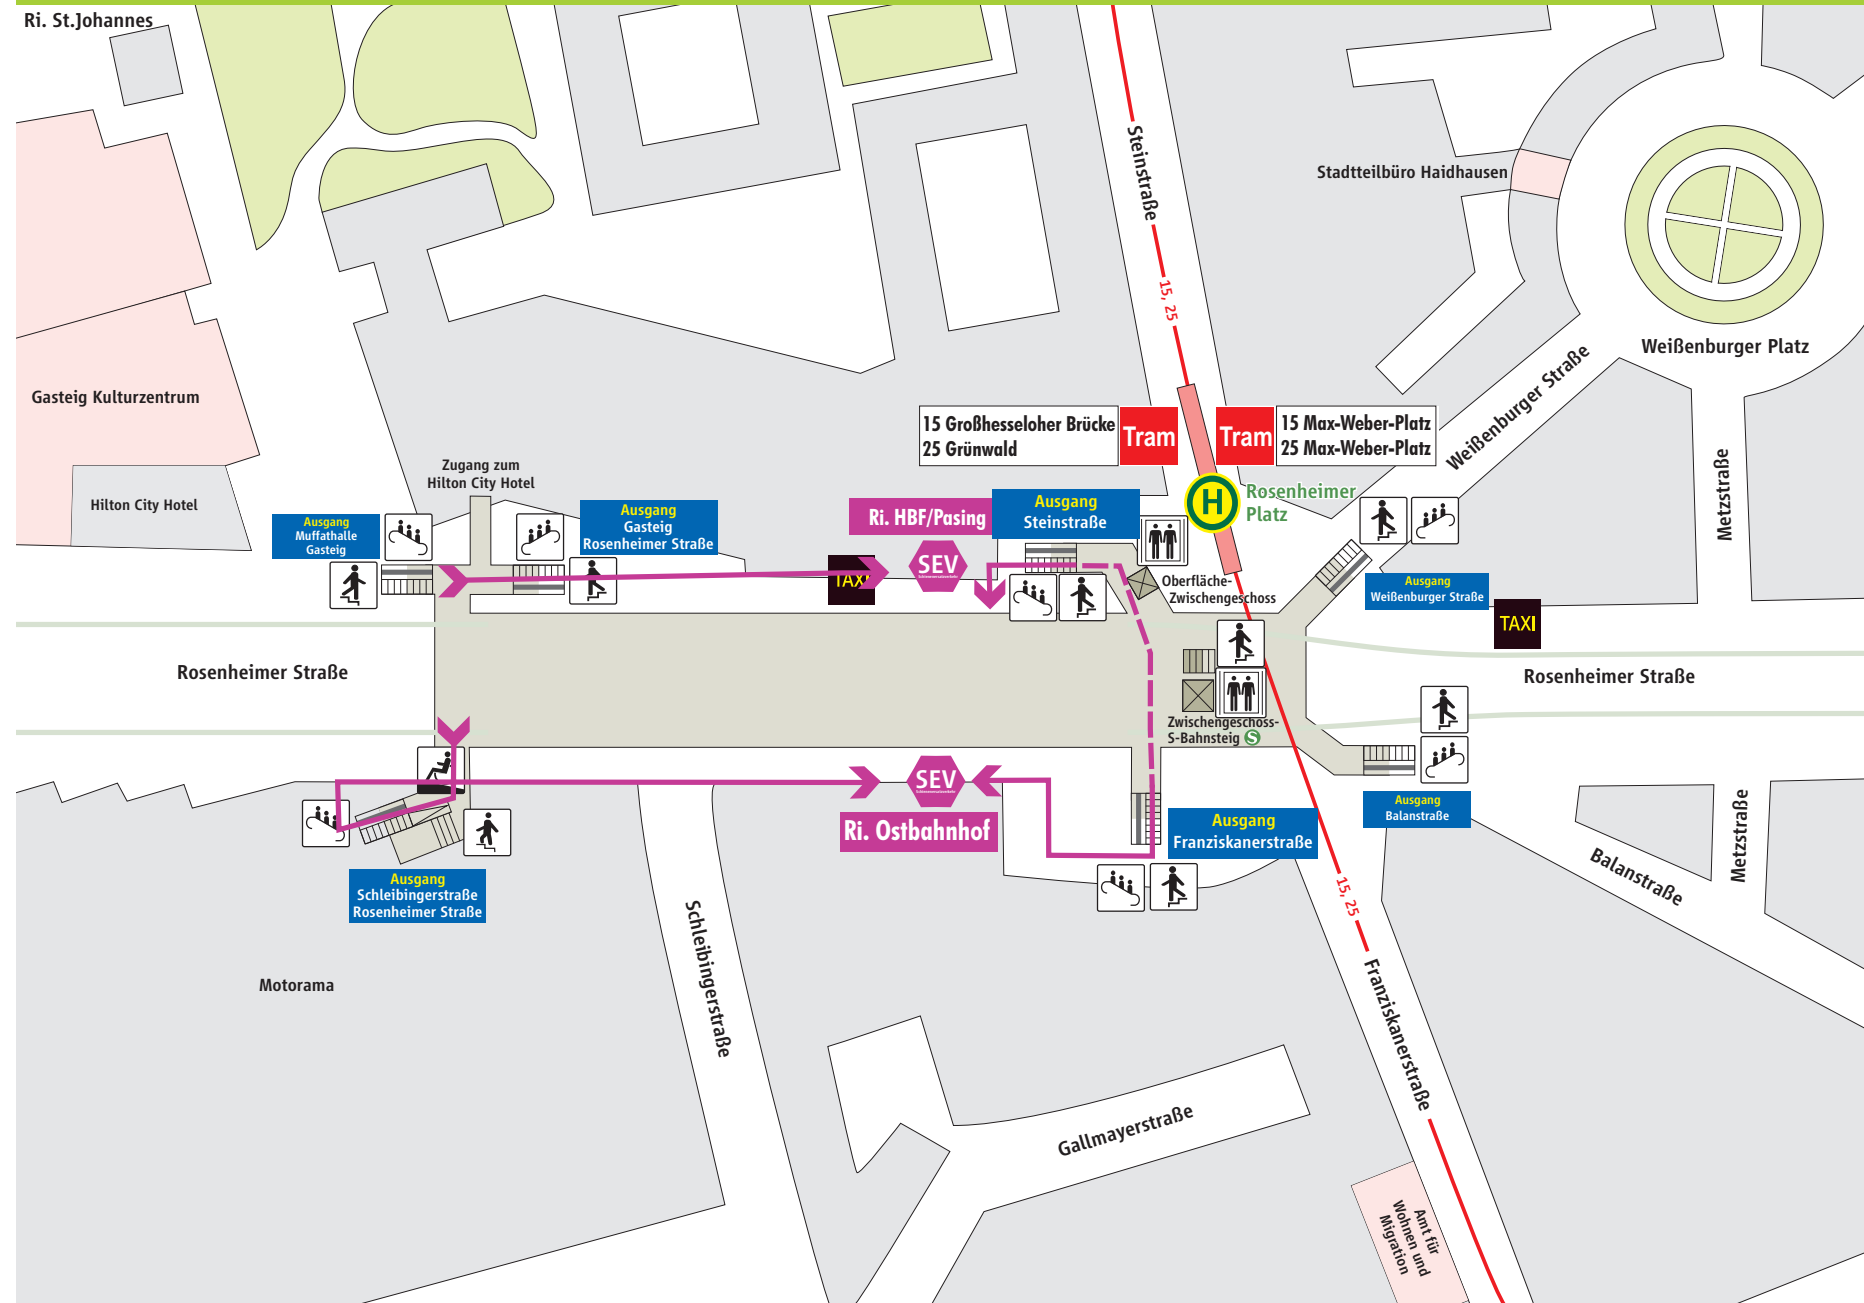 Ri. St.Johannes
Steinstraße
Stadtteilbüro Haidhausen
15, 25
Weißenburger Platz
Weißenburger Straße
Gasteig Kulturzentrum
15 Großhesseloher Brücke
25 Grünwald
Tram
Tram
15 Max-Weber-Platz
25 Max-Weber-Platz
Metzstraße
Zugang zum
Hilton City Hotel
Hilton City Hotel
Ausgang
Muffathalle
Gasteig
Ausgang
Gasteig
Rosenheimer Straße
Ri. HBF/Pasing
Ausgang
Steinstraße
H
Rosenheimer
Platz
SEV
TAXI
Oberfläche-
Zwischengeschoss
Ausgang
Weißenburger Straße
TAXI
Rosenheimer Straße
Rosenheimer Straße
Zwischengeschoss-
S-Bahnsteig S
SEV
Ri. Ostbahnhof
Ausgang
Franziskanerstraße
Ausgang
Balanstraße
Metzstraße
Balanstraße
Ausgang
Schleibingerstraße
Rosenheimer Straße
15, 25
Schleibingerstraße
Motorama
Franziskanerstraße
Gallmayerstraße
Amt für
Wohnen und
Migration